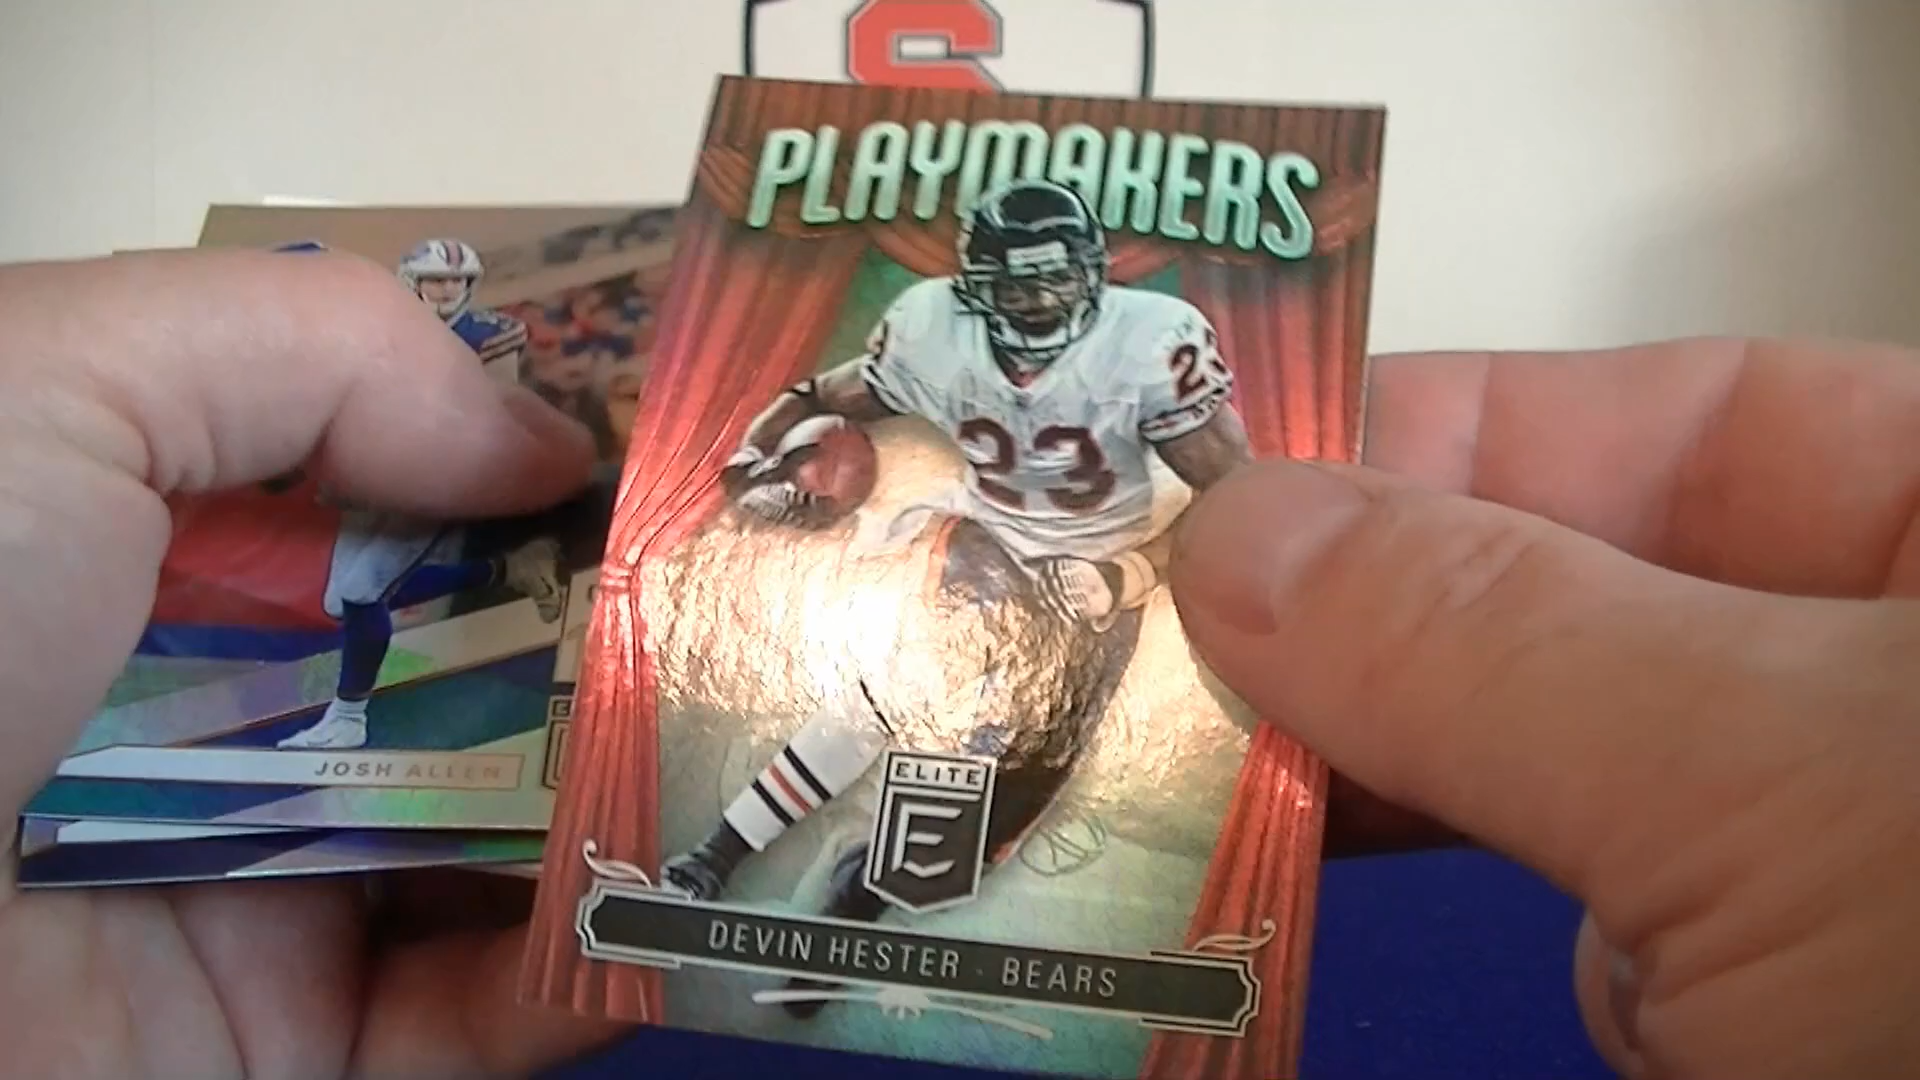 S
PLAYMAKERS
23
23
JOSH ALLEN
ELITE
E
DEVIN HESTER · BEARS